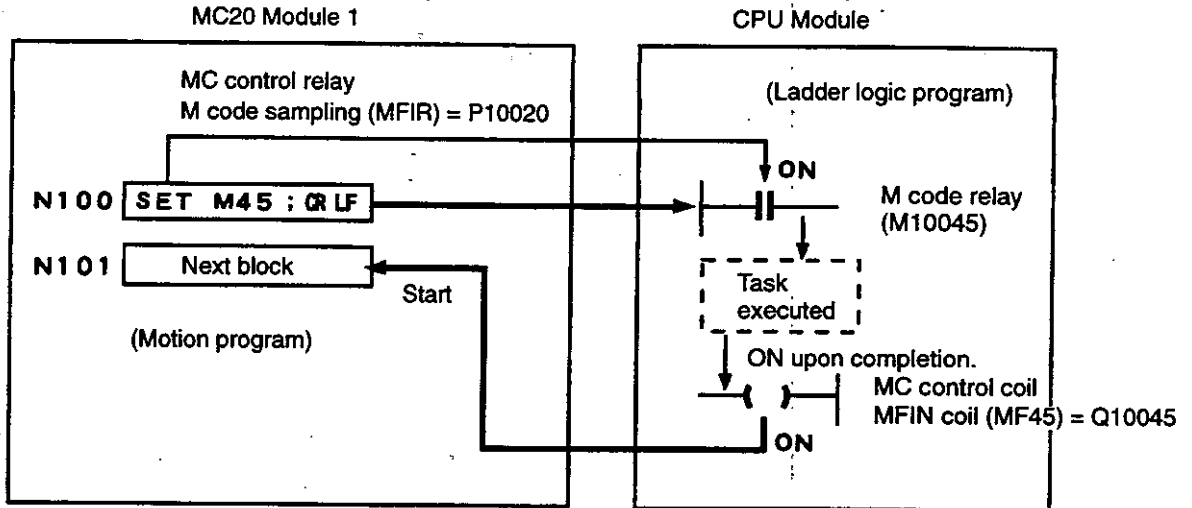 MC20 Module 1
CPU Module
MC control relay
M code sampling (MFIR) = P10020
(Ladder logic program)
ON
N100 SET M45 ; CR LF
M code relay
(M10045)
N101 Next block
Start
Task
executed
(Motion program)
ON upon completion.
MC control coil
MFIN coil (MF45) = Q10045
ON